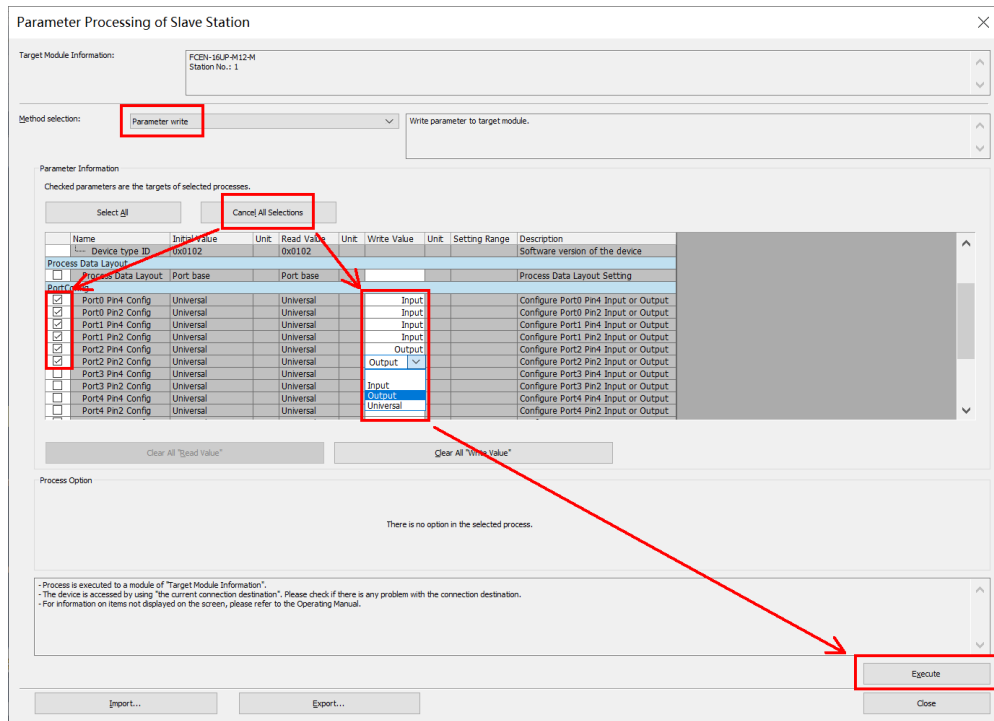 Parameter Processing of Slave Station
Target Module Information:
FCEN-16UP-M12-M
Station No.: 1
Method selection:
Parameter write
Write parameter to target module.
Parameter Information
Checked parameters are the targets of selected processes.
Select All
Cancel All Selections
Name Initial Value Unit Read Value Unit Write Value Unit Setting Range Description
Device type ID 0x0102 0x0102 Software version of the device
Process Data Layout
Process Data Layout Port base Port base Process Data Layout Setting
PortConfig
Port0 Pin4 Config Universal Universal Input Configure Port0 Pin4 Input or Output
Port0 Pin2 Config Universal Universal Input Configure Port0 Pin2 Input or Output
Port1 Pin4 Config Universal Universal Input Configure Port1 Pin4 Input or Output
Port1 Pin2 Config Universal Universal Input Configure Port1 Pin2 Input or Output
Port2 Pin4 Config Universal Universal Output Configure Port2 Pin4 Input or Output
Port2 Pin2 Config Universal Universal Output Configure Port2 Pin2 Input or Output
Port3 Pin4 Config Universal Universal Configure Port3 Pin4 Input or Output
Port3 Pin2 Config Universal Universal Input Configure Port3 Pin2 Input or Output
Port4 Pin4 Config Universal Universal Output Configure Port4 Pin4 Input or Output
Port4 Pin2 Config Universal Universal Universal Configure Port4 Pin2 Input or Output
Clear All "Read Value"
Clear All "Write Value"
Process Option
There is no option in the selected process.
- Process is executed to a module of "Target Module Information".
- The device is accessed by using "the current connection destination". Please check if there is any problem with the connection destination.
- For information on items not displayed on the screen, please refer to the Operating Manual.
Execute
Import...
Export...
Close